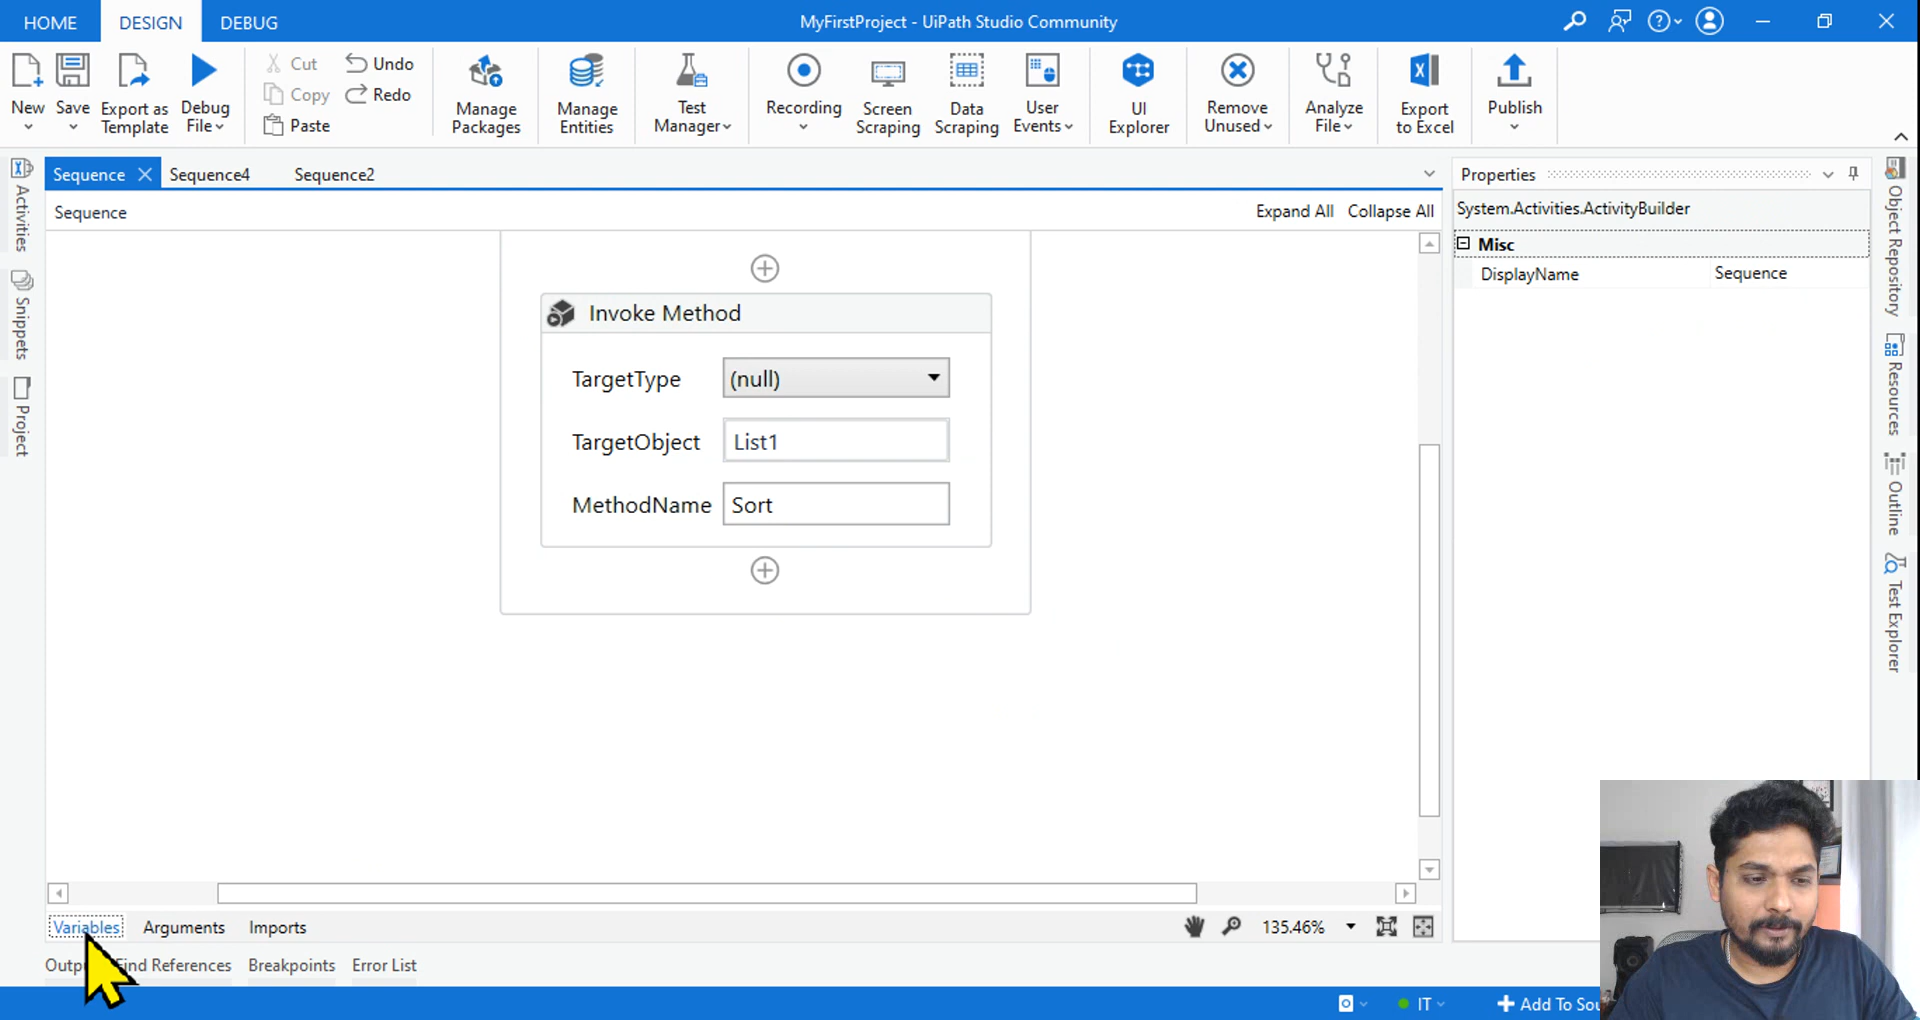 HOME DESIGN DEBUG MyFirstProject - UiPath Studio Community
New Save Export as Template Debug File Cut Copy Paste Undo Redo Manage Packages Manage Entities Test Manager Recording Screen Scraping Data Scraping User Events UI Explorer Remove Unused Analyze File Export to Excel Publish
Sequence Sequence4 Sequence2
Sequence Expand All Collapse All
Activities
Snippets
Project
Invoke Method
TargetType (null)
TargetObject List1
MethodName Sort
Properties
System.Activities.ActivityBuilder
Misc
DisplayName Sequence
Object Repository
Resources
Outline
Test Explorer
Variables Arguments Imports 135.46%
Find References Breakpoints Error List
IT Add To